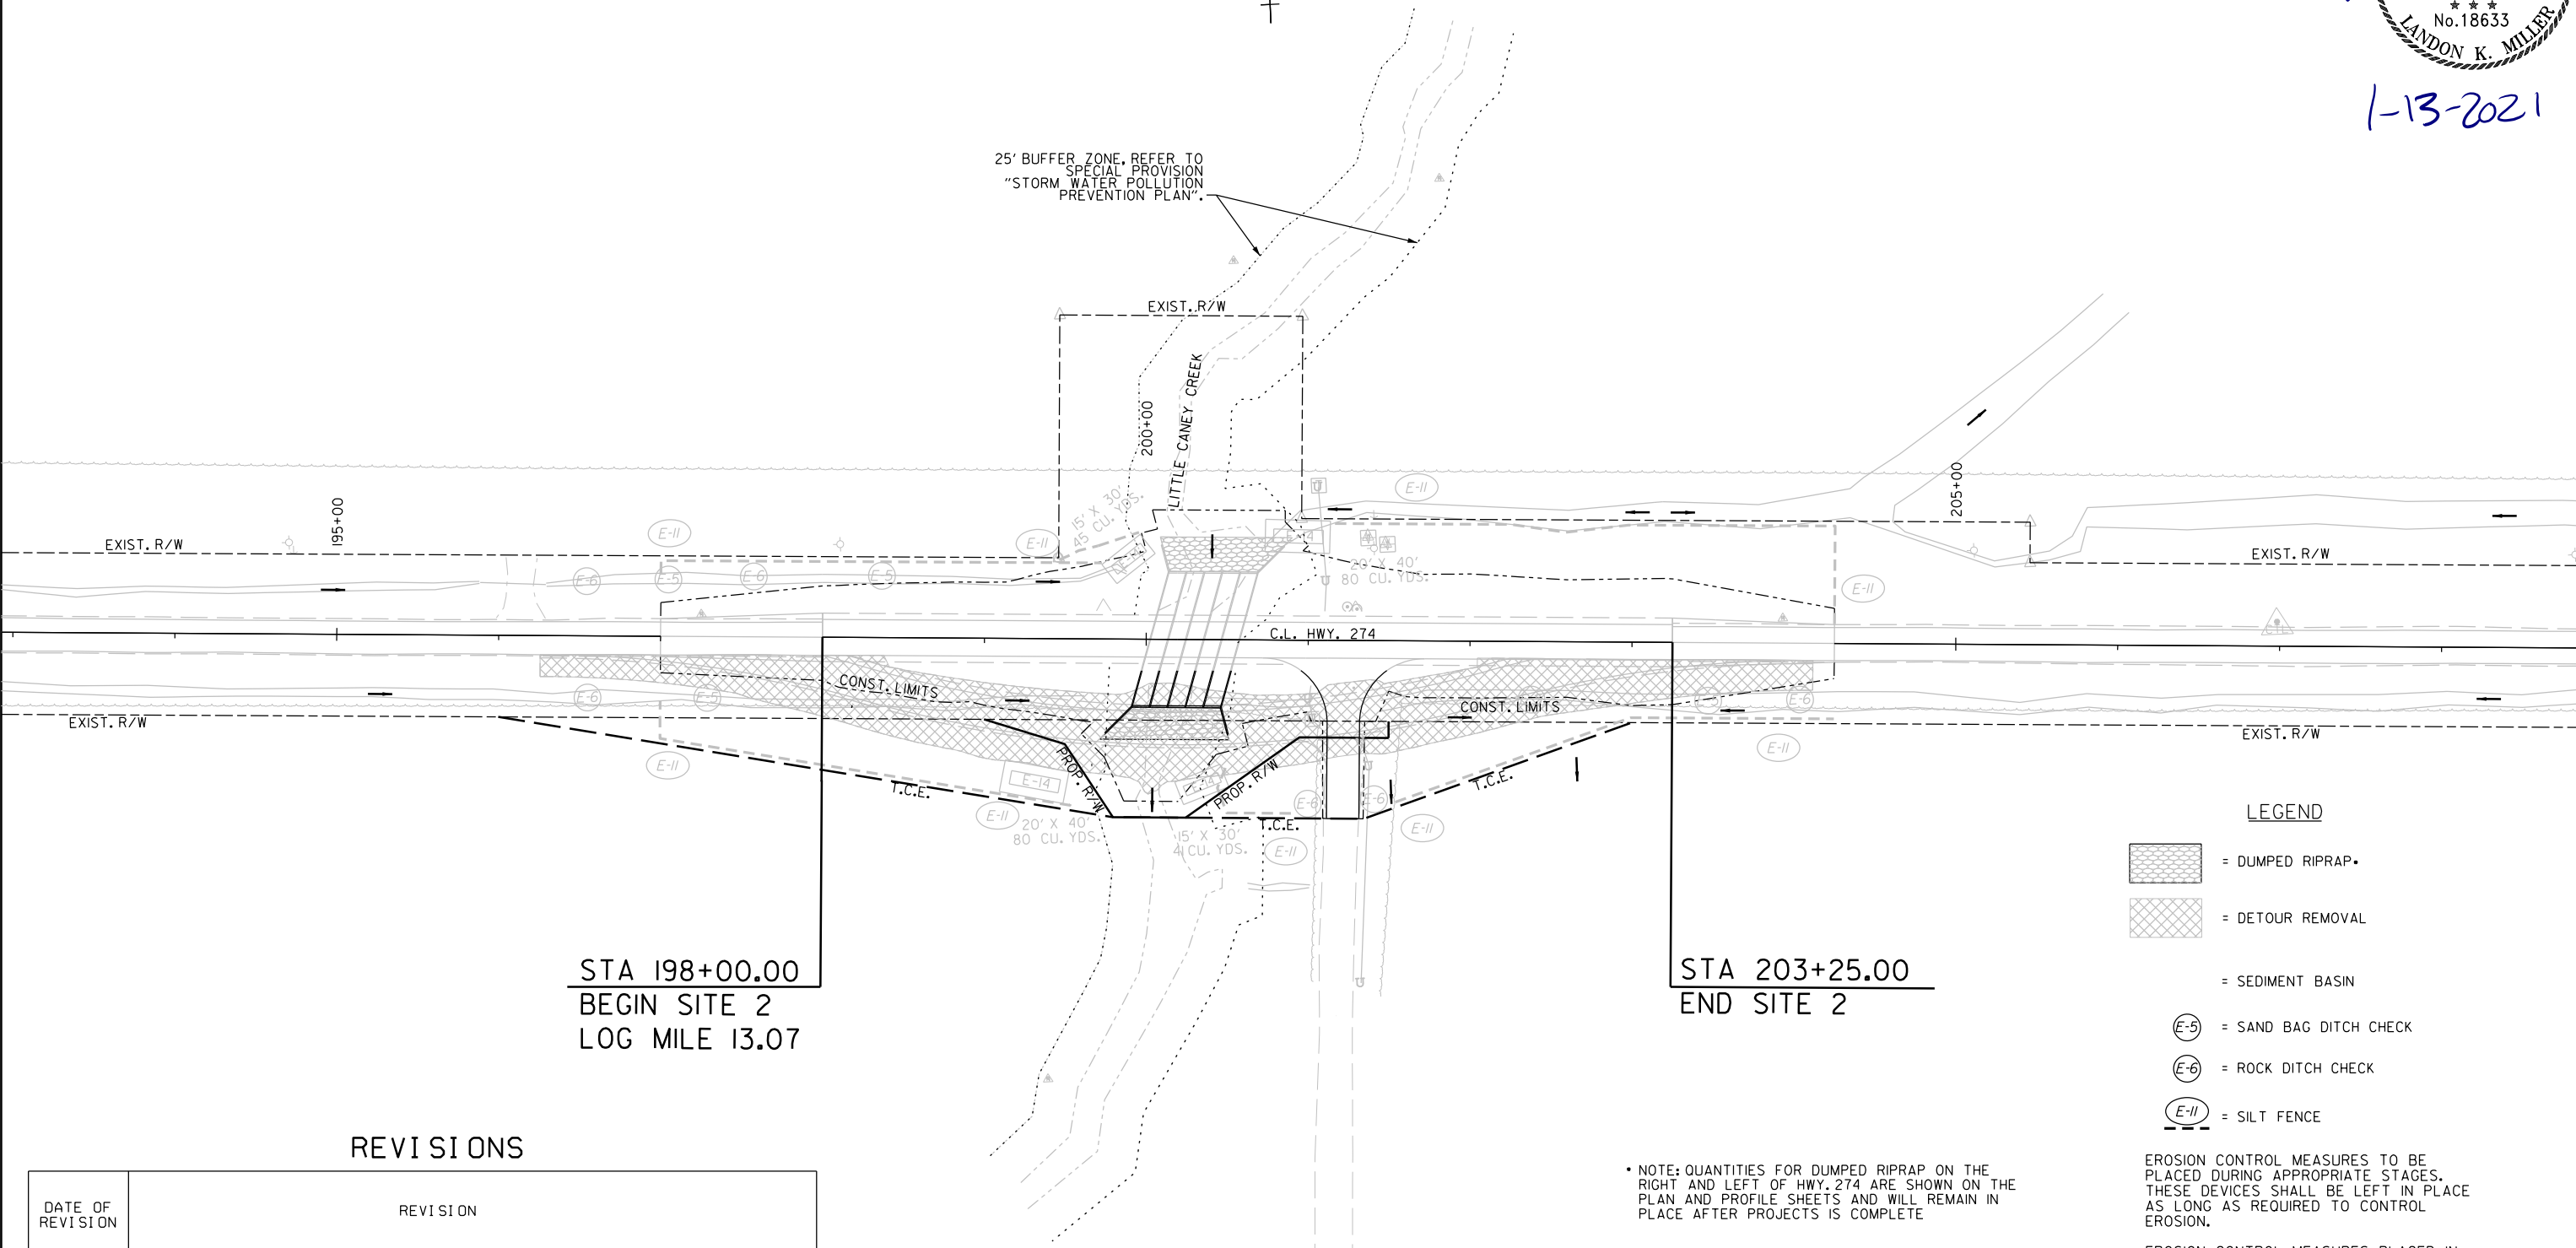 No.18633
LANDON K. MILLER
1-13-2021
25' BUFFER ZONE, REFER TO
SPECIAL PROVISION
"STORM WATER POLLUTION
PREVENTION PLAN".
EXIST. R/W
LITTLE CANEY CREEK
200+00
195+00
205+00
15' X 30'
45 CU. YDS.
E-11
E-11
E-11
EXIST. R/W
E-14
20' X 40'
80 CU. YDS.
EXIST. R/W
E-6
E-5
E-6
E-5
E-11
C.L. HWY. 274
CONST. LIMITS
CONST. LIMITS
E-6
E-5
E-6
EXIST. R/W
EXIST. R/W
E-11
E-11
PROP. R/W
PROP. R/W
T.C.E.
T.C.E.
T.C.E.
E-14
E-6
E-6
E-11
20' X 40'
80 CU. YDS.
15' X 30'
41 CU. YDS.
E-11
E-11
STA 198+00.00
BEGIN SITE 2
LOG MILE 13.07
STA 203+25.00
END SITE 2
LEGEND
= DUMPED RIPRAP•
= DETOUR REMOVAL
= SEDIMENT BASIN
E-5 = SAND BAG DITCH CHECK
E-6 = ROCK DITCH CHECK
E-11 = SILT FENCE
EROSION CONTROL MEASURES TO BE
PLACED DURING APPROPRIATE STAGES.
THESE DEVICES SHALL BE LEFT IN PLACE
AS LONG AS REQUIRED TO CONTROL
EROSION.
• NOTE: QUANTITIES FOR DUMPED RIPRAP ON THE
RIGHT AND LEFT OF HWY. 274 ARE SHOWN ON THE
PLAN AND PROFILE SHEETS AND WILL REMAIN IN
PLACE AFTER PROJECTS IS COMPLETE
REVISIONS
DATE OF
REVISION
REVISION